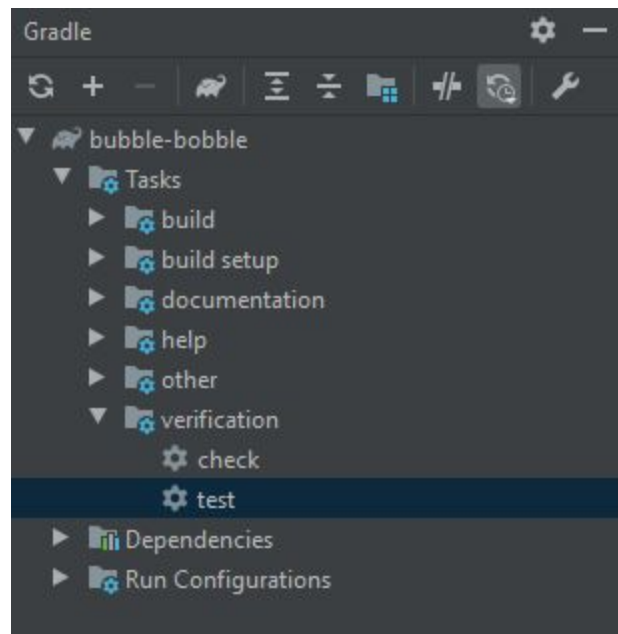 Gradle
bubble-bobble
Tasks
build
build setup
documentation
help
other
verification
check
test
Dependencies
Run Configurations